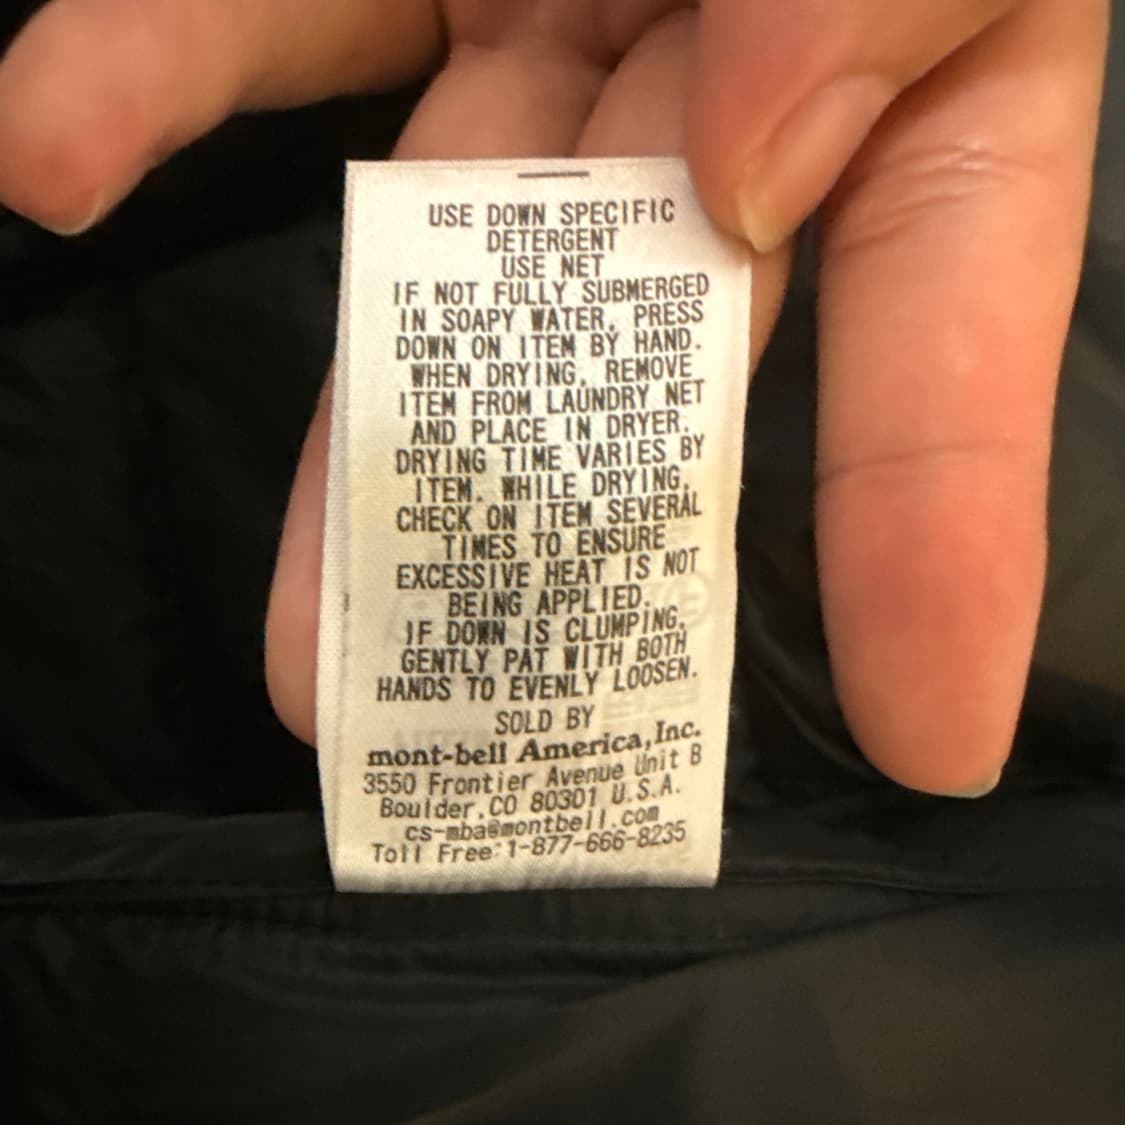 USE DOWN SPECIFIC
DETERGENT
USE NET
IF NOT FULLY SUBMERGED
IN SOAPY WATER, PRESS
DOWN ON ITEM BY HAND.
WHEN DRYING, REMOVE
ITEM FROM LAUNDRY NET
AND PLACE IN DRYER.
DRYING TIME VARIES BY
ITEM. WHILE DRYING,
CHECK ON ITEM SEVERAL
TIMES TO ENSURE
EXCESSIVE HEAT IS NOT
BEING APPLIED.
IF DOWN IS CLUMPING,
GENTLY PAT WITH BOTH
HANDS TO EVENLY LOOSEN.
SOLD BY
mont-bell America, Inc.
3550 Frontier Avenue Unit B
Boulder, CO 80301 U.S.A.
cs-mba@montbell.com
Toll Free:1-877-666-8235